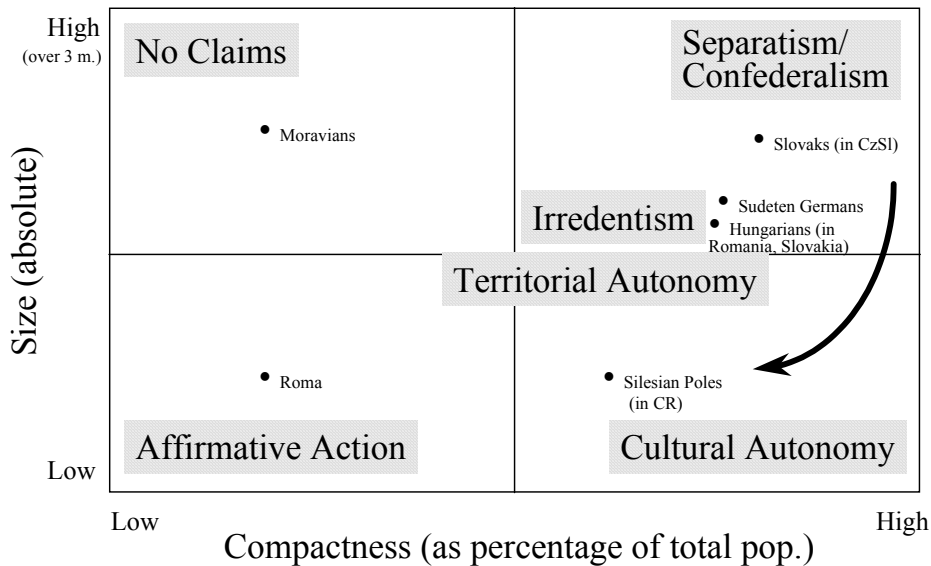 High
(over 3 m.)
No Claims
Separatism/
Confederalism
Moravians
Slovaks (in CzSl)
Size (absolute)
Irredentism
Sudeten Germans
Hungarians (in
Romania, Slovakia)
Territorial Autonomy
Roma
Silesian Poles
(in CR)
Affirmative Action
Cultural Autonomy
Low
Low
High
Compactness (as percentage of total pop.)